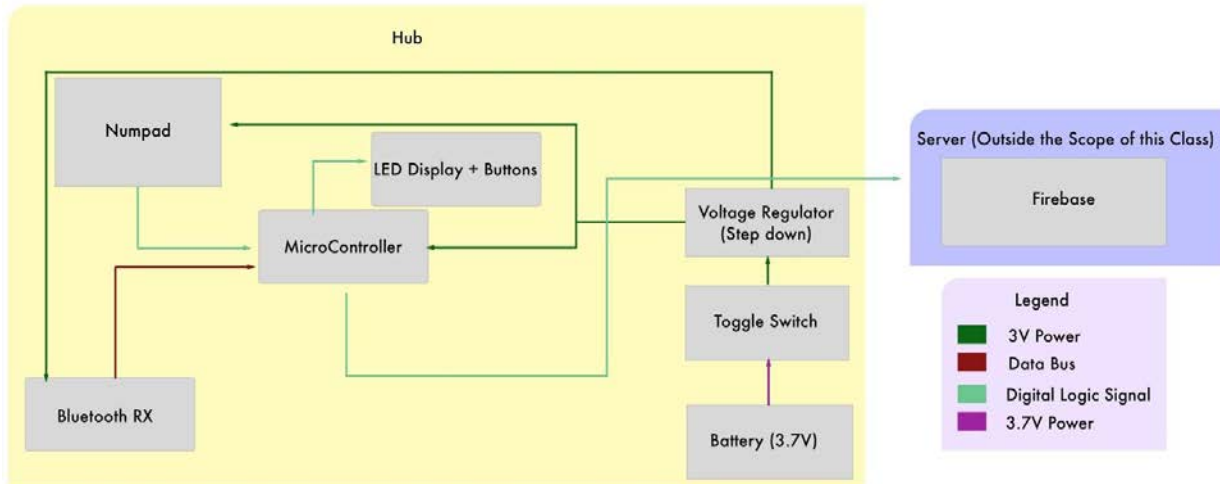 Hub
Numpad
LED Display + Buttons
MicroController
Voltage Regulator
(Step down)
Toggle Switch
Bluetooth RX
Battery (3.7V)
Server (Outside the Scope of this Class)
Firebase
Legend
3V Power
Data Bus
Digital Logic Signal
3.7V Power